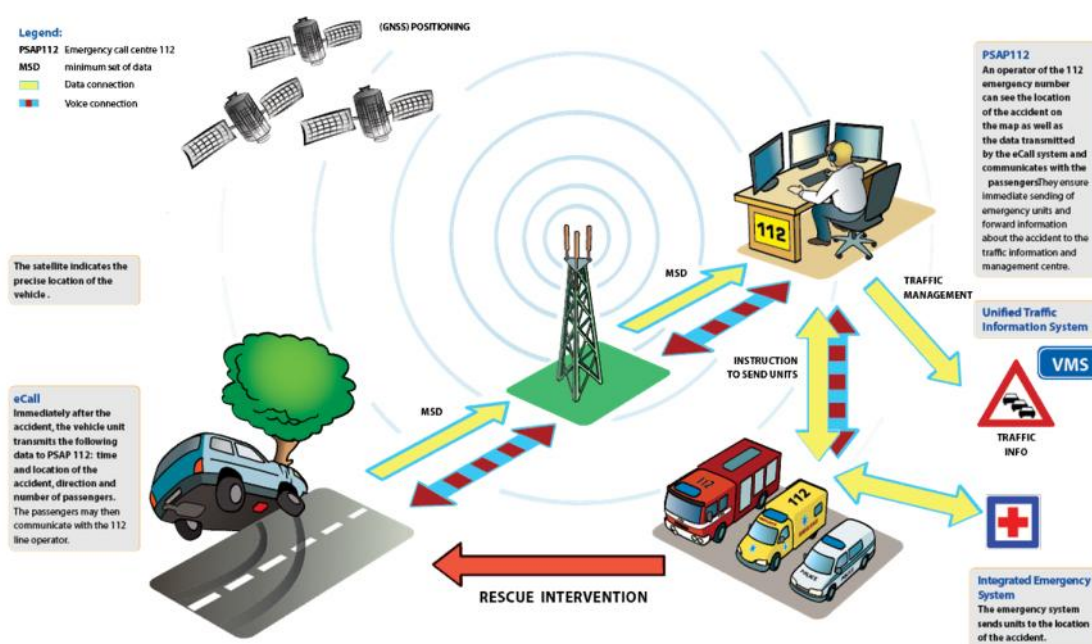 Legend:
PSAP112 Emergency call centre 112
MSD minimum set of data
Data connection
Voice connection
(GNSS) POSITIONING
PSAP112
An operator of the 112
emergency number
can see the location
of the accident on
the map as well as
the data transmitted
by the eCall system and
communicates with the
passengersThey ensure
immediate sending of
emergency units and
forward information
about the accident to the
traffic information and
management centre.
112
The satellite indicates the
precise location of the
vehicle .
MSD
TRAFFIC
MANAGEMENT
Unified Traffic
Information System
VMS
INSTRUCTION
TO SEND UNITS
TRAFFIC
INFO
eCall
Immediately after the
accident, the vehicle unit
transmits the following
data to PSAP 112: time
and location of the
accident, direction and
number of passengers.
The passengers may then
communicate with the 112
line operator.
MSD
112
112
POLICE
RESCUE INTERVENTION
Integrated Emergency
System
The emergency system
sends units to the location
of the accident.